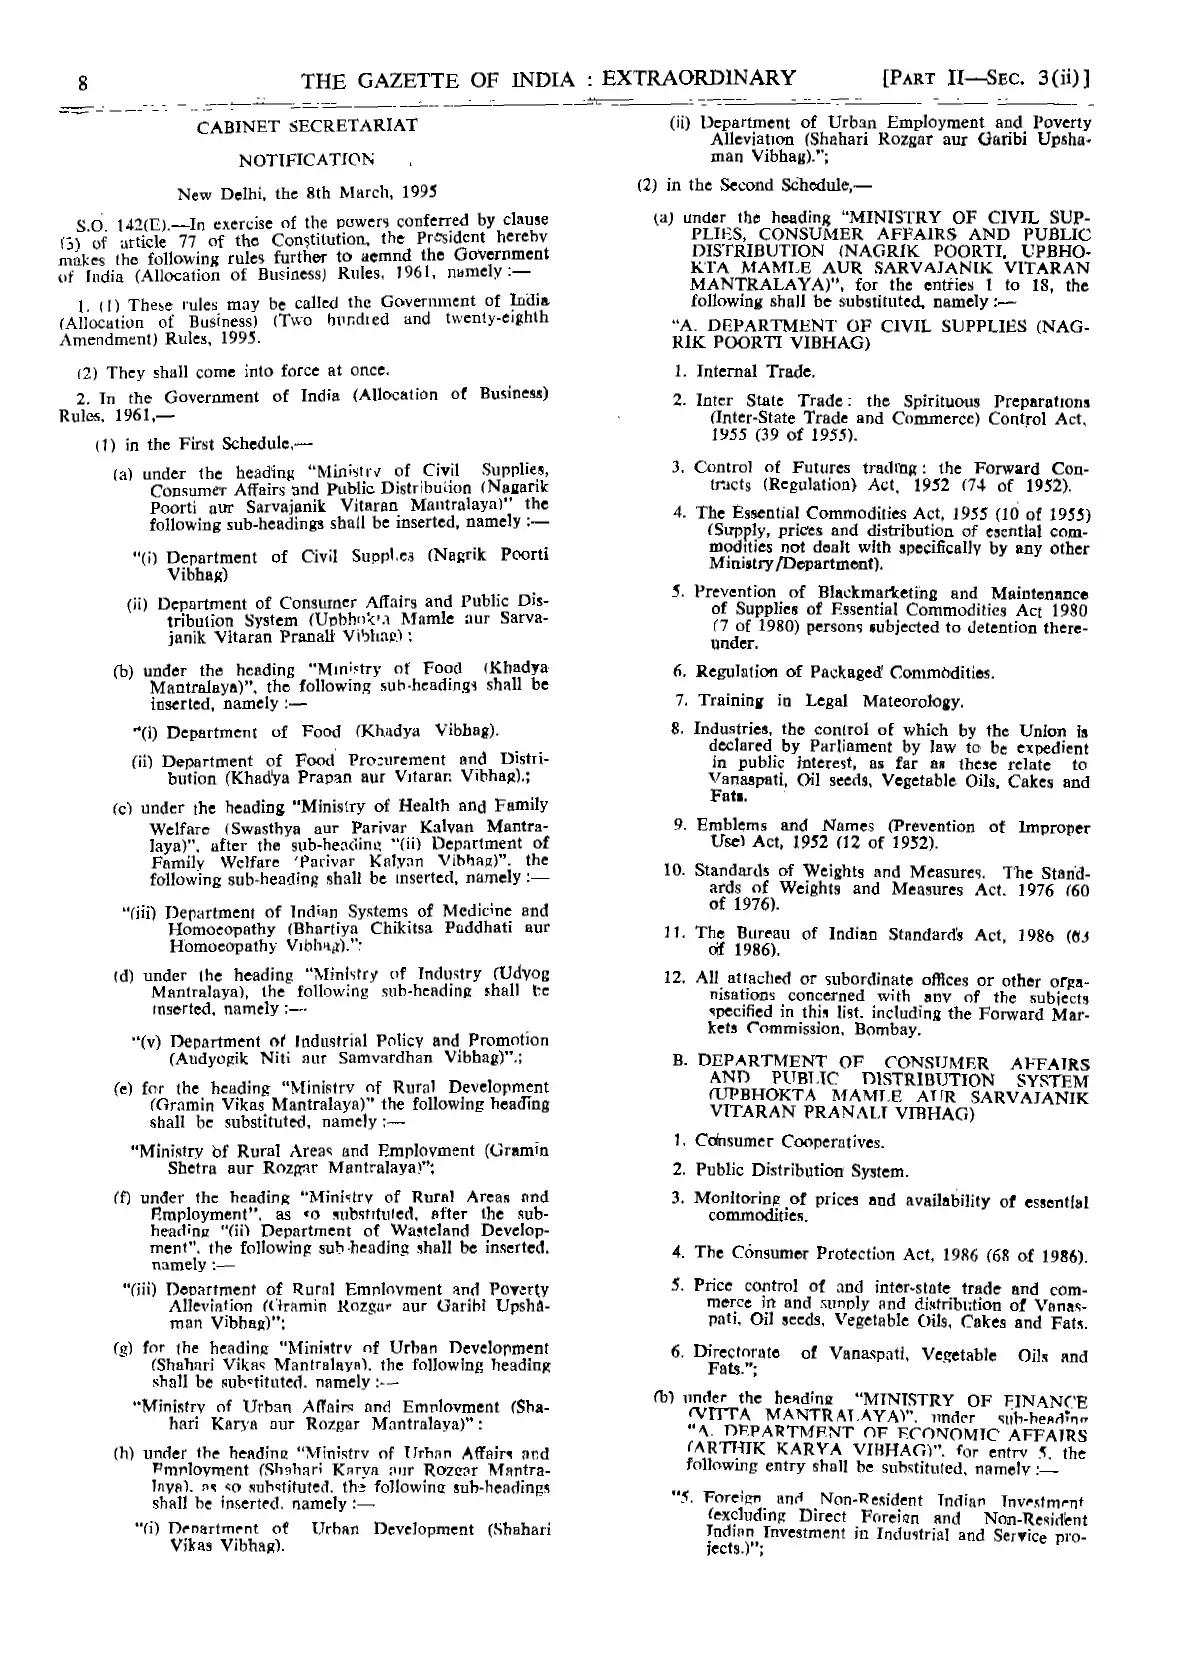 8 THE GAZETTE OF INDIA : EXTRAORDINARY [PART II—SEC. 3(ii)]
CABINET SECRETARIAT
NOTIFICATION
New Delhi, the 8th March, 1995
S.O. 142(E).—In exercise of the powers conferred by clause
(3) of article 77 of the Constitution, the President hereby
makes the following rules further to aemnd the Government
of India (Allocation of Business) Rules, 1961, namely :—
1. (1) These rules may be called the Government of India
(Allocation of Business) (Two hundred and twenty-eighth
Amendment) Rules, 1995.
(2) They shall come into force at once.
2. In the Government of India (Allocation of Business)
Rules, 1961,—
(1) in the First Schedule,—
(a) under the heading "Ministry of Civil Supplies,
Consumer Affairs and Public Distribution (Nagarik
Poorti aur Sarvajanik Vitaran Mantralaya)" the
following sub-headings shall be inserted, namely :—
"(i) Department of Civil Supplies (Nagrik Poorti
Vibhag)
(ii) Department of Consumer Affairs and Public Dis-
tribution System (Upbhokta Mamle aur Sarva-
janik Vitaran Pranali Vibhag) ;
(b) under the heading "Ministry of Food (Khadya
Mantralaya)", the following sub-headings shall be
inserted, namely :—
"(i) Department of Food (Khadya Vibhag).
(ii) Department of Food Procurement and Distri-
bution (Khadya Prapan aur Vitaran Vibhag).;
(c) under the heading "Ministry of Health and Family
Welfare (Swasthya aur Parivar Kalyan Mantra-
laya)", after the sub-heading "(ii) Department of
Family Welfare (Parivar Kalyan Vibhag)", the
following sub-heading shall be inserted, namely :—
"(iii) Department of Indian Systems of Medicine and
Homoeopathy (Bhartiya Chikitsa Paddhati aur
Homoeopathy Vibhag).";
(d) under the heading "Ministry of Industry (Udyog
Mantralaya), the following sub-heading shall be
inserted, namely :—
"(v) Department of Industrial Policy and Promotion
(Audyogik Niti aur Samvardhan Vibhag)".;
(e) for the heading "Ministry of Rural Development
(Gramin Vikas Mantralaya)" the following heading
shall be substituted, namely :—
"Ministry of Rural Areas and Employment (Gramin
Shetra aur Rozgar Mantralaya)";
(f) under the heading "Ministry of Rural Areas and
Employment", as so substituted, after the sub-
heading "(ii) Department of Wasteland Develop-
ment", the following sub-heading shall be inserted,
namely :—
"(iii) Department of Rural Employment and Poverty
Alleviation (Gramin Rozgar aur Garibi Upsha-
man Vibhag)";
(g) for the heading "Ministry of Urban Development
(Shahari Vikas Mantralaya), the following heading
shall be substituted, namely :—
"Ministry of Urban Affairs and Employment (Sha-
hari Karya aur Rozgar Mantralaya)" ;
(h) under the heading "Ministry of Urban Affairs and
Employment (Shahari Karya aur Rozgar Mantra-
laya), as so substituted, the following sub-headings
shall be inserted, namely :—
"(i) Department of Urban Development (Shahari
Vikas Vibhag).
(ii) Department of Urban Employment and Poverty
Alleviation (Shahari Rozgar aur Garibi Upsha-
man Vibhag).";
(2) in the Second Schedule,—
(a) under the heading "MINISTRY OF CIVIL SUP-
PLIES, CONSUMER AFFAIRS AND PUBLIC
DISTRIBUTION (NAGRIK POORTI, UPBHO-
KTA MAMLE AUR SARVAJANIK VITARAN
MANTRALAYA)", for the entries 1 to 18, the
following shall be substituted, namely :—
"A. DEPARTMENT OF CIVIL SUPPLIES (NAG-
RIK POORTI VIBHAG)
1. Internal Trade.
2. Inter State Trade : the Spirituous Preparations
(Inter-State Trade and Commerce) Control Act,
1955 (39 of 1955).
3. Control of Futures trading : the Forward Con-
tracts (Regulation) Act, 1952 (74 of 1952).
4. The Essential Commodities Act, 1955 (10 of 1955)
(Supply, prices and distribution of esential com-
modities not dealt with specifically by any other
Ministry/Department).
5. Prevention of Blackmarketing and Maintenance
of Supplies of Essential Commodities Act 1980
(7 of 1980) persons subjected to detention there-
under.
6. Regulation of Packaged Commodities.
7. Training in Legal Mateorology.
8. Industries, the control of which by the Union is
declared by Parliament by law to be expedient
in public interest, as far as these relate to
Vanaspati, Oil seeds, Vegetable Oils, Cakes and
Fats.
9. Emblems and Names (Prevention of Improper
Use) Act, 1952 (12 of 1952).
10. Standards of Weights and Measures. The Stand-
ards of Weights and Measures Act. 1976 (60
of 1976).
11. The Bureau of Indian Standards Act, 1986 (63
of 1986).
12. All attached or subordinate offices or other orga-
nisations concerned with any of the subjects
specified in this list. including the Forward Mar-
kets Commission, Bombay.
B. DEPARTMENT OF CONSUMER AFFAIRS
AND PUBLIC DISTRIBUTION SYSTEM
(UPBHOKTA MAMLE AUR SARVAJANIK
VITARAN PRANALI VIBHAG)
1. Consumer Cooperatives.
2. Public Distribution System.
3. Monitoring of prices and availability of essential
commodities.
4. The Consumer Protection Act, 1986 (68 of 1986).
5. Price control of and inter-state trade and com-
merce in and supply and distribution of Vanas-
pati, Oil seeds, Vegetable Oils, Cakes and Fats.
6. Directorate of Vanaspati, Vegetable Oils and
Fats.";
(b) under the heading "MINISTRY OF FINANCE
(VITTA MANTRALAYA)", under sub-heading
"A. DEPARTMENT OF ECONOMIC AFFAIRS
(ARTHIK KARYA VIBHAG)", for entry 5, the
following entry shall be substituted, namely :—
"5. Foreign and Non-Resident Indian Investment
(excluding Direct Foreign and Non-Resident
Indian Investment in Industrial and Service pro-
jects.)";